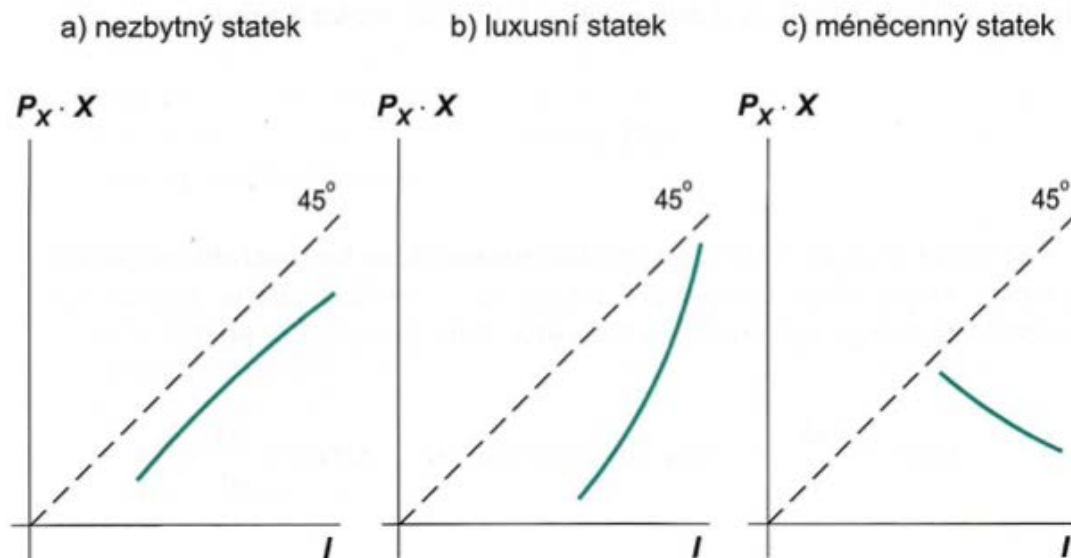 a) nezbytný statek
b) luxusní statek
c) méněcenný statek
P_X · X
P_X · X
P_X · X
45°
45°
45°
I
I
I